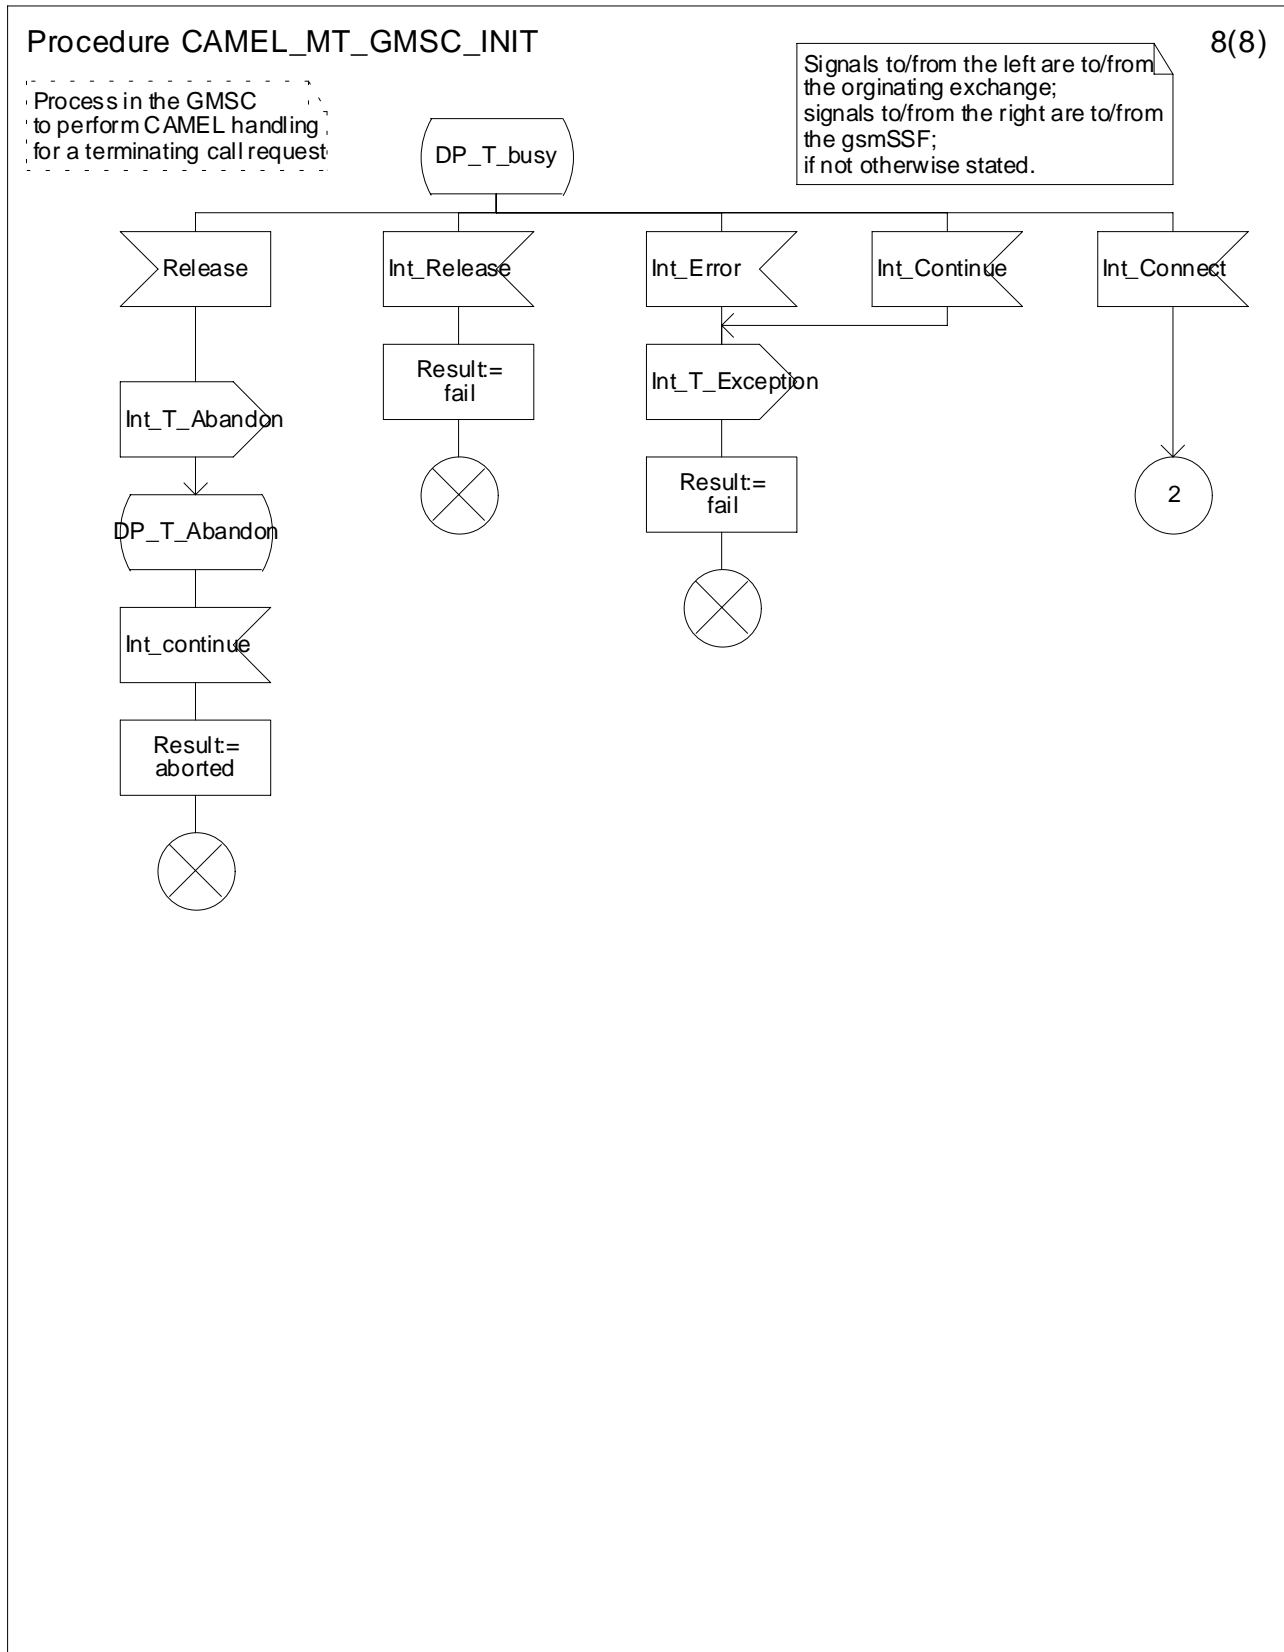 Procedure CAMEL_MT_GMSC_INIT
8(8)
Process in the GMSC
to perform CAMEL handling
for a terminating call request
Signals to/from the left are to/from
the orginating exchange;
signals to/from the right are to/from
the gsmSSF;
if not otherwise stated.
DP_T_busy
Release
Int_Release
Int_Error
Int_Continue
Int_Connect
Result:=
fail
Int_T_Exception
Int_T_Abandon
Result:=
fail
2
DP_T_Abandon
Int_continue
Result:=
aborted